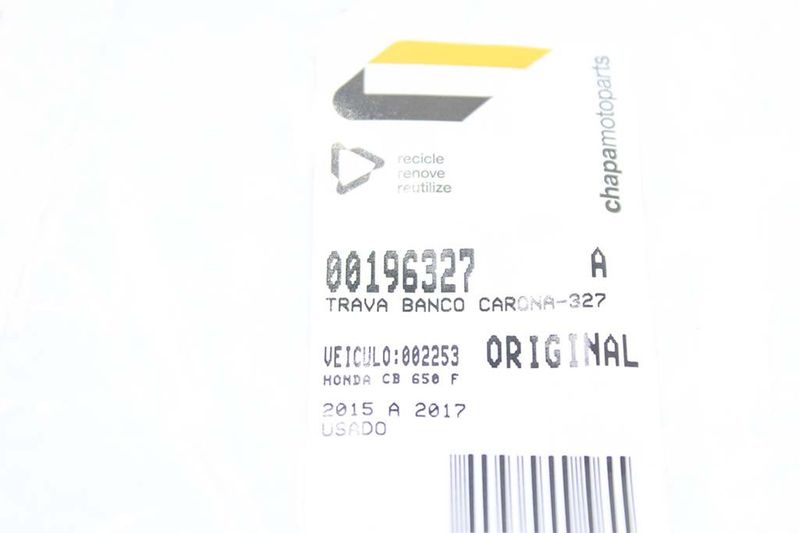 chapamotoparts
recicle
renove
reutilize
00196327 A
TRAVA BANCO CARONA-327
VEICULO:002253 ORIGINAL
HONDA CB 650 F
2015 A 2017
USADO